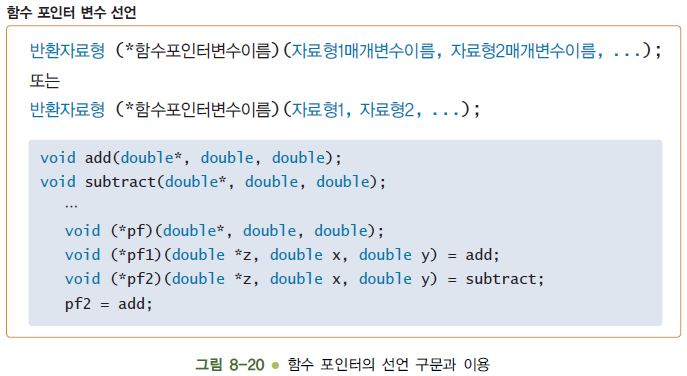 함수 포인터 변수 선언
반환자료형 (*함수포인터변수이름)(자료형1매개변수이름, 자료형2매개변수이름, ...);
또는
반환자료형 (*함수포인터변수이름)(자료형1, 자료형2, ...);
void add(double*, double, double);
void subtract(double*, double, double);
...
void (*pf)(double*, double, double);
void (*pf1)(double *z, double x, double y) = add;
void (*pf2)(double *z, double x, double y) = subtract;
pf2 = add;
그림 8-20 ● 함수 포인터의 선언 구문과 이용